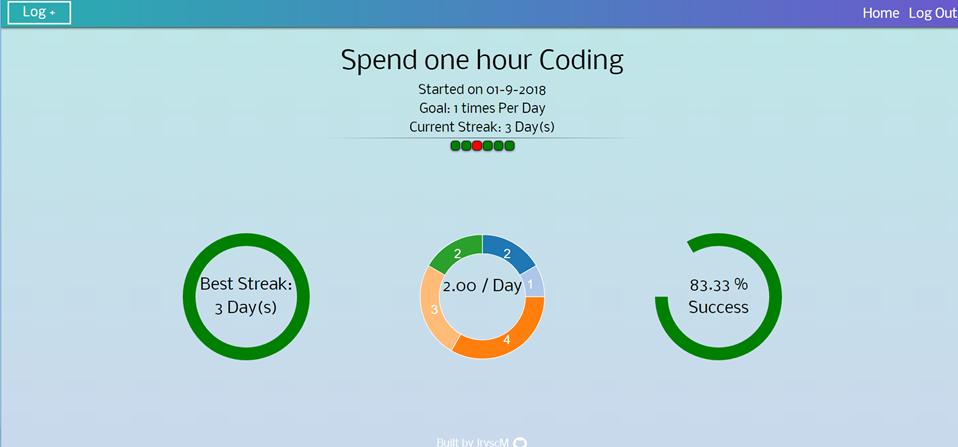 Log +
Home Log Out
Spend one hour Coding
Started on 01-9-2018
Goal: 1 times Per Day
Current Streak: 3 Day(s)
Best Streak:
3 Day(s)
2
2
1
2.00 / Day
3
4
83.33 %
Success
Built by JryscM